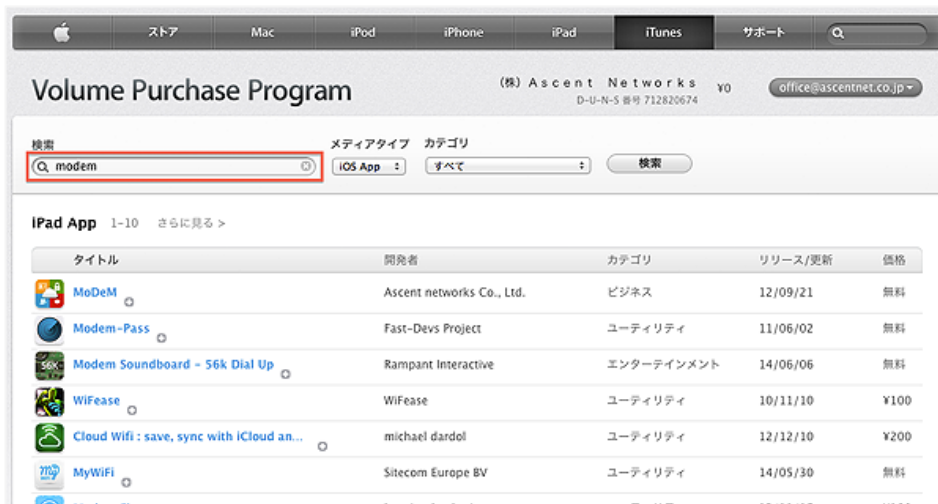 ストア Mac iPod iPhone iPad iTunes サポート
Volume Purchase Program
(株) Ascent Networks ¥0 office@ascentnet.co.jp
D-U-N-S 番号 712820674
検索 メディアタイプ カテゴリ
modem iOS App すべて 検索
iPad App 1-10 さらに見る >
タイトル 開発者 カテゴリ リリース/更新 価格
MoDeM Ascent networks Co., Ltd. ビジネス 12/09/21 無料
Modem-Pass Fast-Devs Project ユーティリティ 11/06/02 無料
56K Modem Soundboard - 56k Dial Up Rampant Interactive エンターテインメント 14/06/06 無料
WiFease WiFease ユーティリティ 10/11/10 ¥100
Cloud Wifi : save, sync with iCloud an... michael dardol ユーティリティ 12/12/10 ¥200
MyWiFi Sitecom Europe BV ユーティリティ 14/05/30 無料